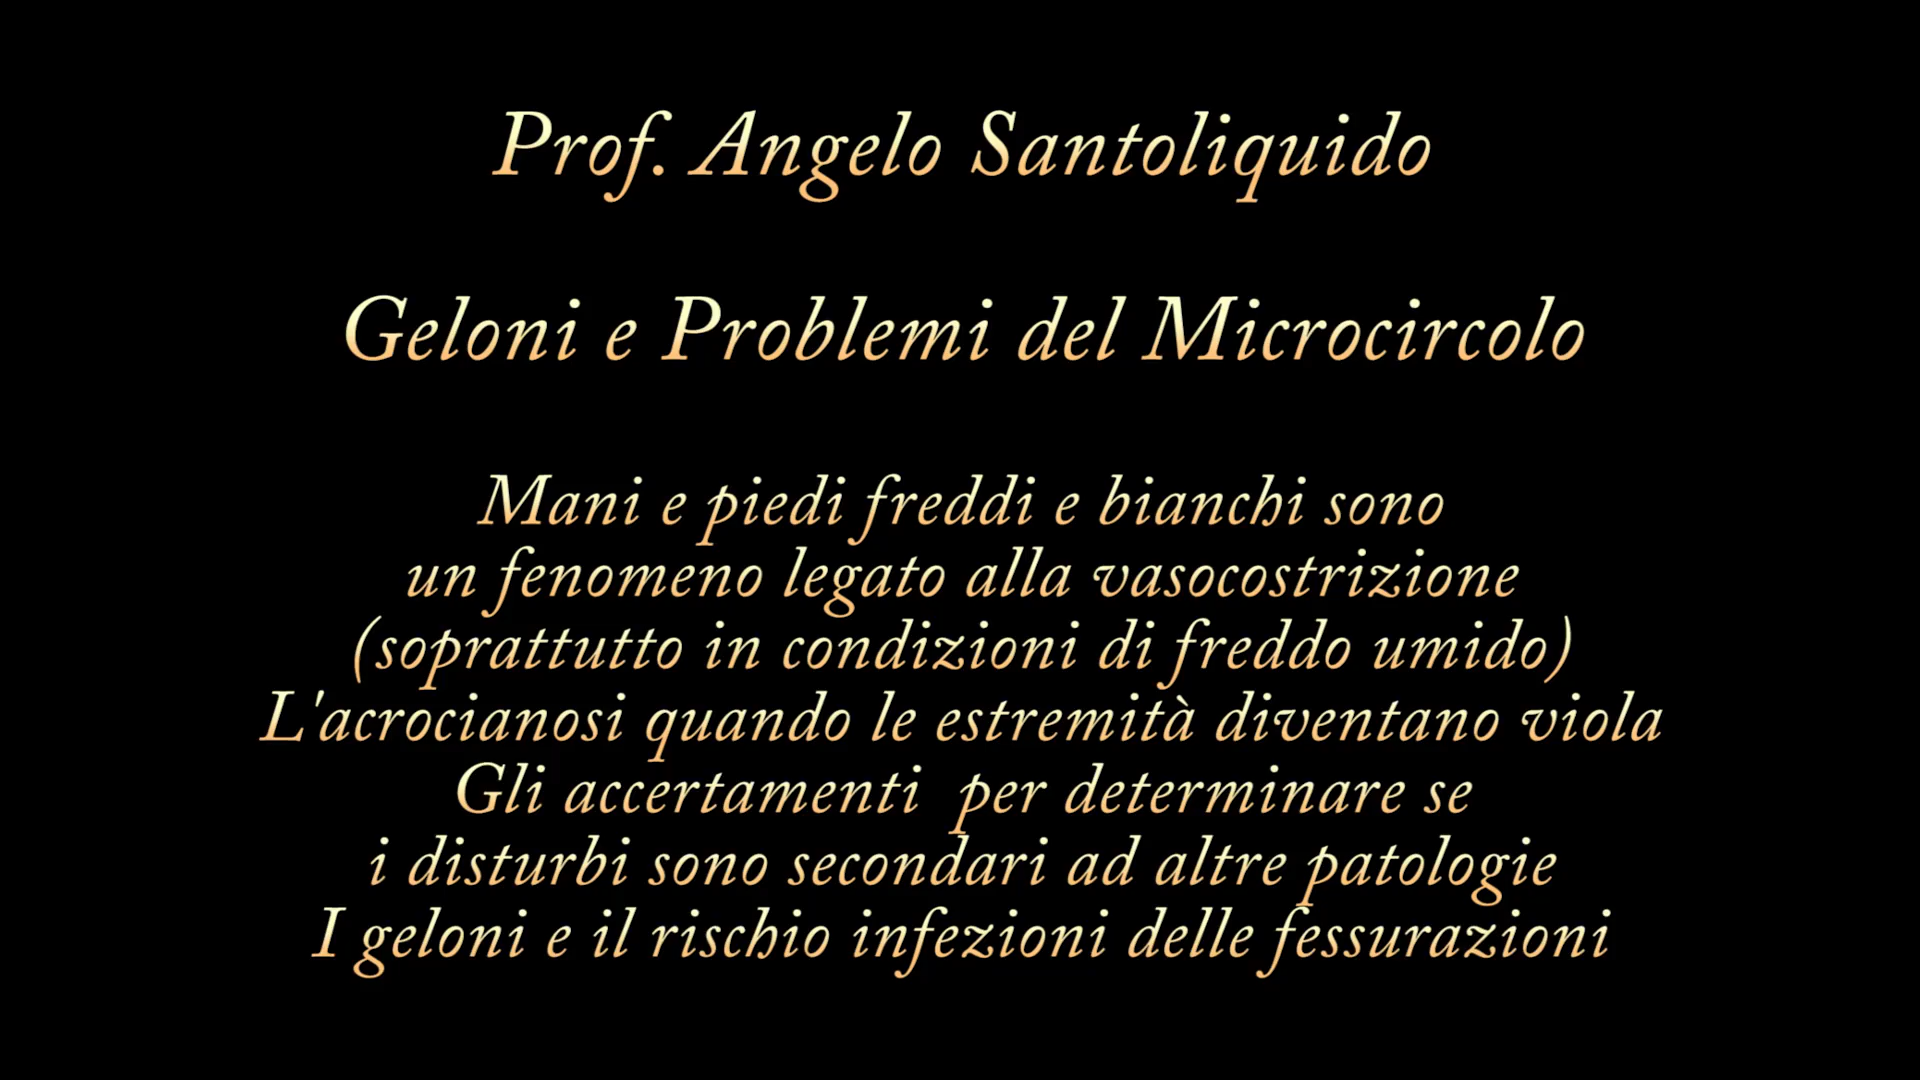 Prof. Angelo Santoliquido
Geloni e Problemi del Microcircolo
Mani e piedi freddi e bianchi sono
un fenomeno legato alla vasocostrizione
(soprattutto in condizioni di freddo umido)
L'acrocianosi quando le estremità diventano viola
Gli accertamenti  per determinare se
i disturbi sono secondari ad altre patologie
I geloni e il rischio infezioni delle fessurazioni